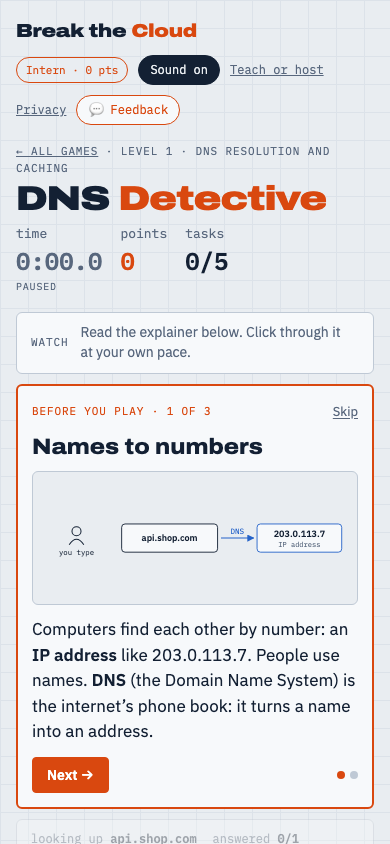 Break the Cloud
Intern · 0 pts
Sound on
Teach or host
Privacy
💬 Feedback
← ALL GAMES · LEVEL 1 · DNS RESOLUTION AND
CACHING
DNS Detective
time points tasks
0:00.0 0 0/5
PAUSED
WATCH
Read the explainer below. Click through it
at your own pace.
BEFORE YOU PLAY · 1 OF 3
Skip
Names to numbers
you type
api.shop.com
DNS
203.0.113.7
IP address
Computers find each other by number: an
IP address like 203.0.113.7. People use
names. DNS (the Domain Name System) is
the internet’s phone book: it turns a name
into an address.
Next →
looking up api.shop.com answered 0/1